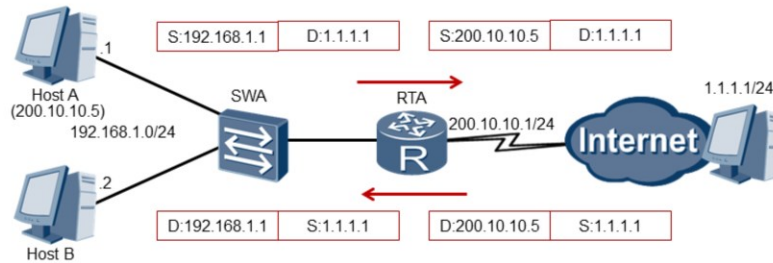 S:192.168.1.1 D:1.1.1.1 S:200.10.10.5 D:1.1.1.1
.1
Host A
(200.10.10.5)
192.168.1.0/24
SWA
RTA
200.10.10.1/24
1.1.1.1/24
Internet
R
.2
Host B
D:192.168.1.1 S:1.1.1.1 D:200.10.10.5 S:1.1.1.1